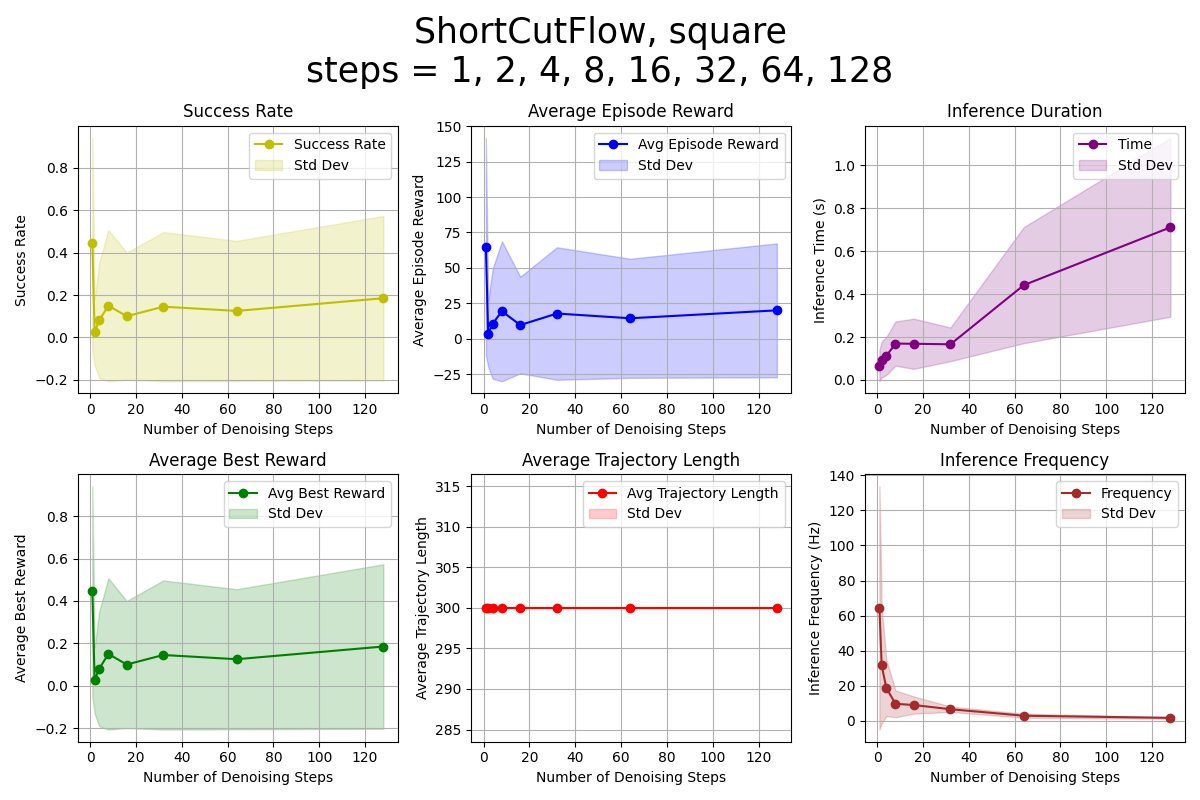 ShortCutFlow, square
steps = 1, 2, 4, 8, 16, 32, 64, 128
Success Rate
Success Rate
Std Dev
0.8
0.6
0.4
0.2
0.0
−0.2
Success Rate
0 20 40 60 80 100 120
Number of Denoising Steps
Average Episode Reward
Avg Episode Reward
Std Dev
150
125
100
75
50
25
0
−25
Average Episode Reward
0 20 40 60 80 100 120
Number of Denoising Steps
Inference Duration
Time
Std Dev
1.0
0.8
0.6
0.4
0.2
0.0
Inference Time (s)
0 20 40 60 80 100 120
Number of Denoising Steps
Average Best Reward
Avg Best Reward
Std Dev
0.8
0.6
0.4
0.2
0.0
−0.2
Average Best Reward
0 20 40 60 80 100 120
Number of Denoising Steps
Average Trajectory Length
Avg Trajectory Length
Std Dev
315
310
305
300
295
290
285
Average Trajectory Length
0 20 40 60 80 100 120
Number of Denoising Steps
Inference Frequency
Frequency
Std Dev
140
120
100
80
60
40
20
0
Inference Frequency (Hz)
0 20 40 60 80 100 120
Number of Denoising Steps